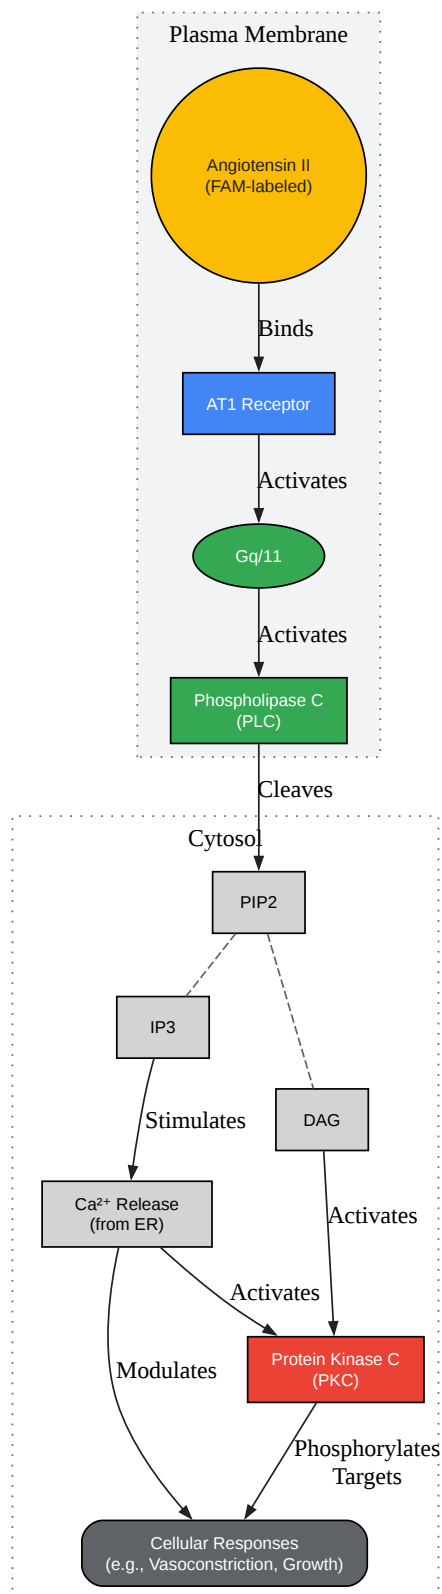 Plasma Membrane
Angiotensin II
(FAM-labeled)
Binds
AT1 Receptor
Activates
Gq/11
Activates
Phospholipase C
(PLC)
Cleaves
Cytosol
PIP2
IP3
DAG
Stimulates
Ca²⁺ Release
(from ER)
Activates
Activates
Protein Kinase C
(PKC)
Modulates
Phosphorylates
Targets
Cellular Responses
(e.g., Vasoconstriction, Growth)